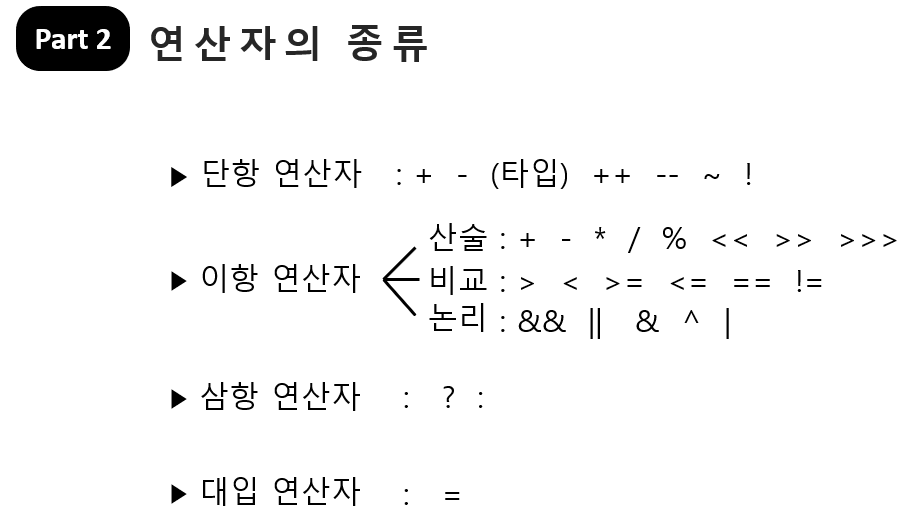 Part 2 연산자의 종류
▶ 단항 연산자 : + - (타입) ++ -- ~ !
산술 : + - * / % << >> >>>
▶ 이항 연산자 비교 : > < >= <= == !=
논리 : && || & ^ |
▶ 삼항 연산자 : ? :
▶ 대입 연산자 : =